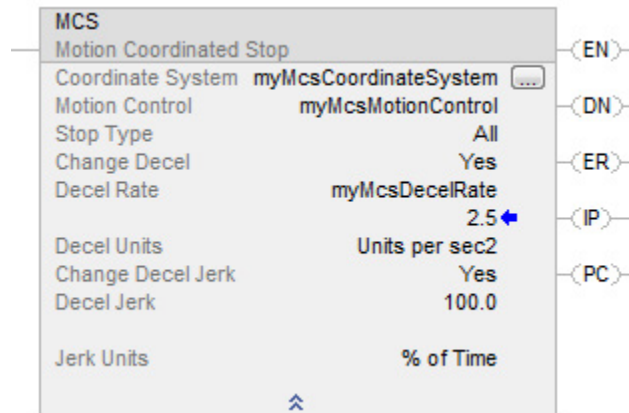 MCS
Motion Coordinated Stop (EN)
Coordinate System myMcsCoordinateSystem ...
Motion Control myMcsMotionControl (DN)
Stop Type All
Change Decel Yes (ER)
Decel Rate myMcsDecelRate
2.5 (IP)
Decel Units Units per sec2
Change Decel Jerk Yes (PC)
Decel Jerk 100.0
Jerk Units % of Time